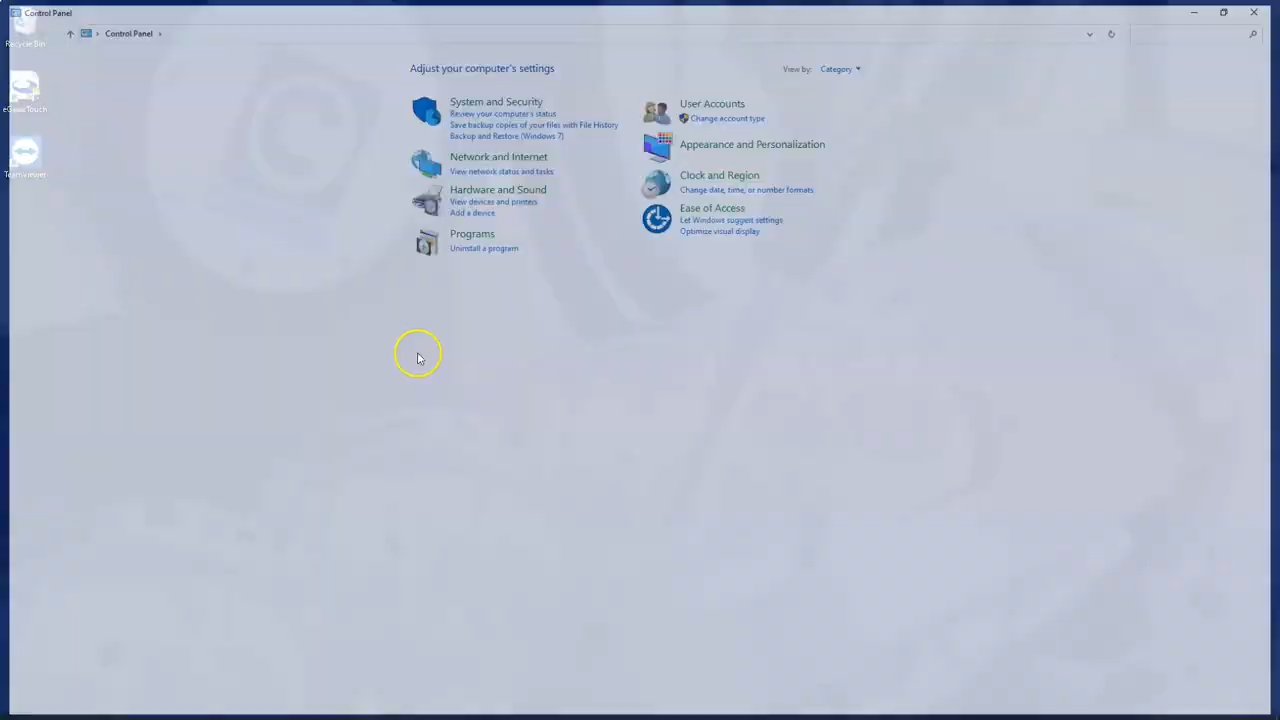 Control Panel
Recycle Bin
Control Panel
Adjust your computer's settings
View by: Category
eGalaxTouch
System and Security
Review your computer's status
Save backup copies of your files with File History
Backup and Restore (Windows 7)
User Accounts
Change account type
Appearance and Personalization
TeamViewer
Network and Internet
View network status and tasks
Clock and Region
Change date, time, or number formats
Hardware and Sound
View devices and printers
Add a device
Ease of Access
Let Windows suggest settings
Optimize visual display
Programs
Uninstall a program